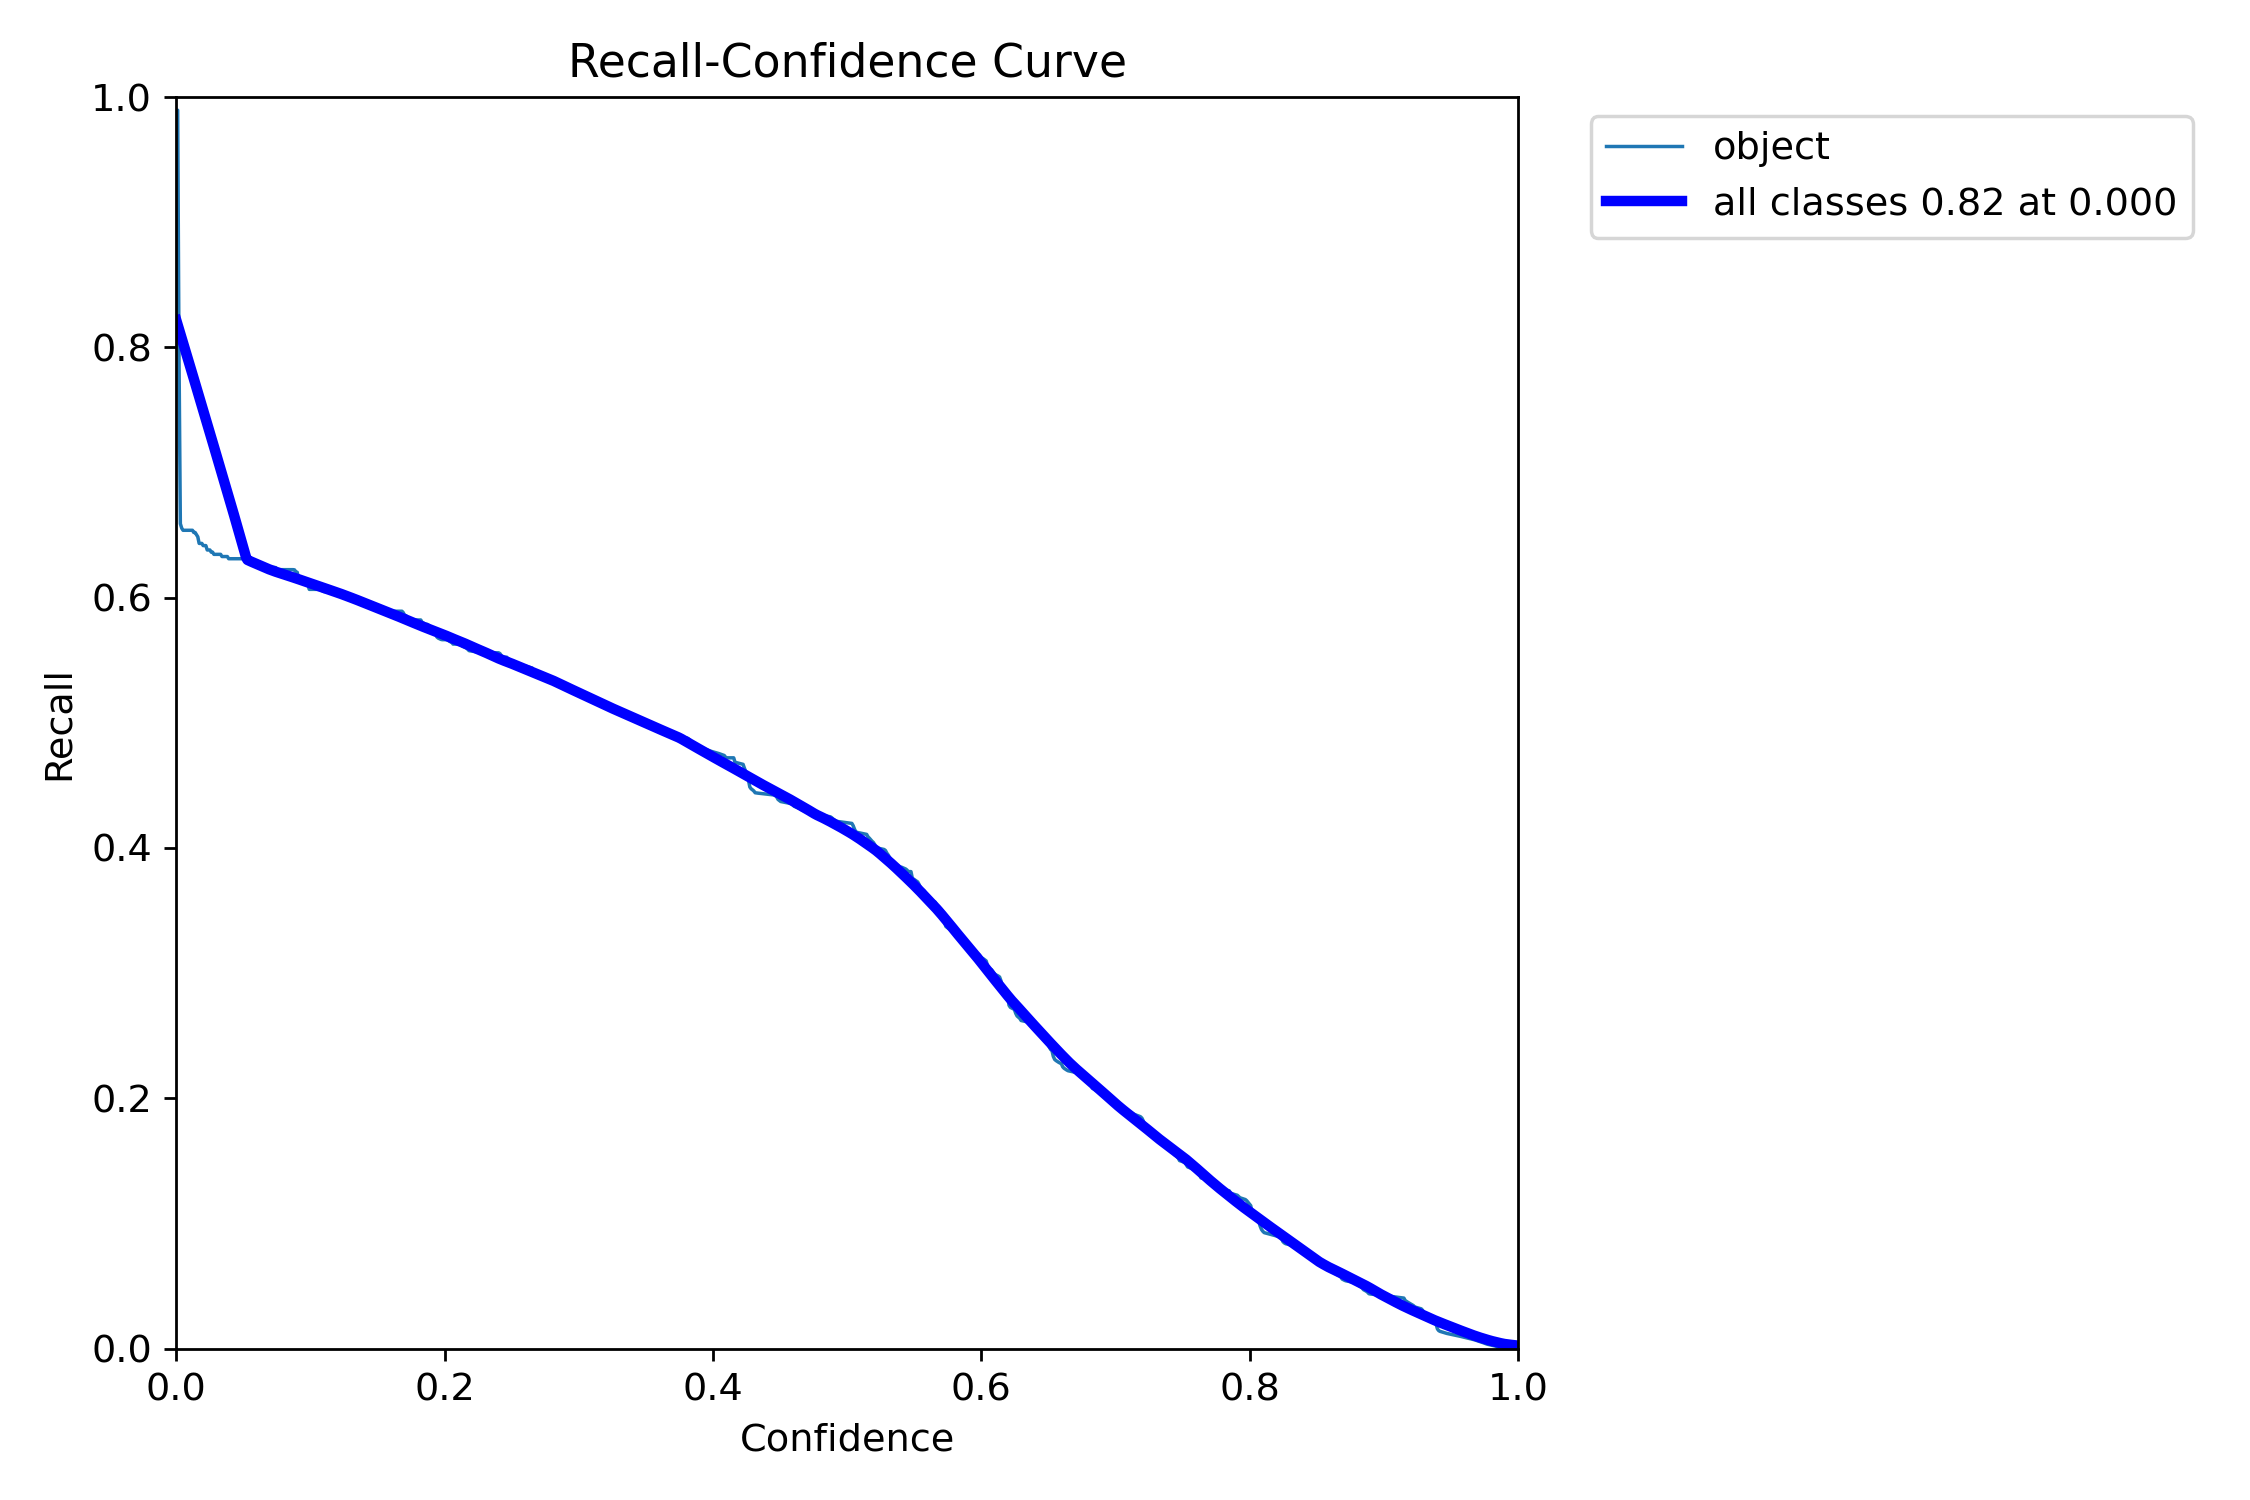 Recall-Confidence Curve
object
all classes 0.82 at 0.000
1.0
0.8
0.6
0.4
0.2
0.0
Recall
0.0 0.2 0.4 0.6 0.8 1.0
Confidence